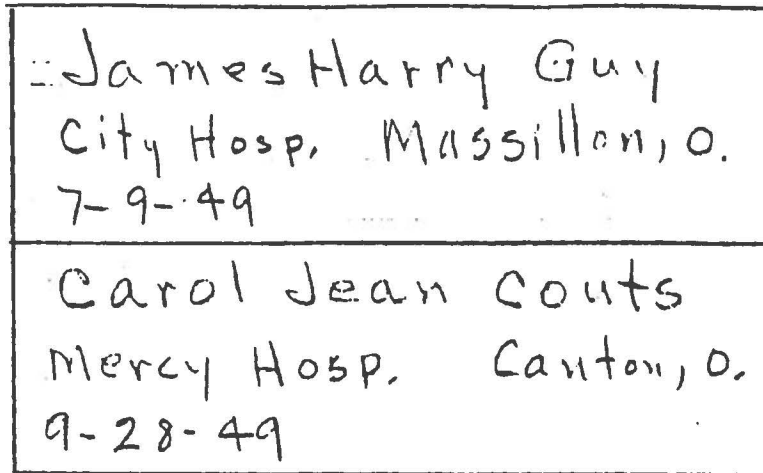 James Harry Guy
City Hosp. Massillon, O.
7-9-49
Carol Jean Couts
Mercy Hosp. Canton, O.
9-28-49